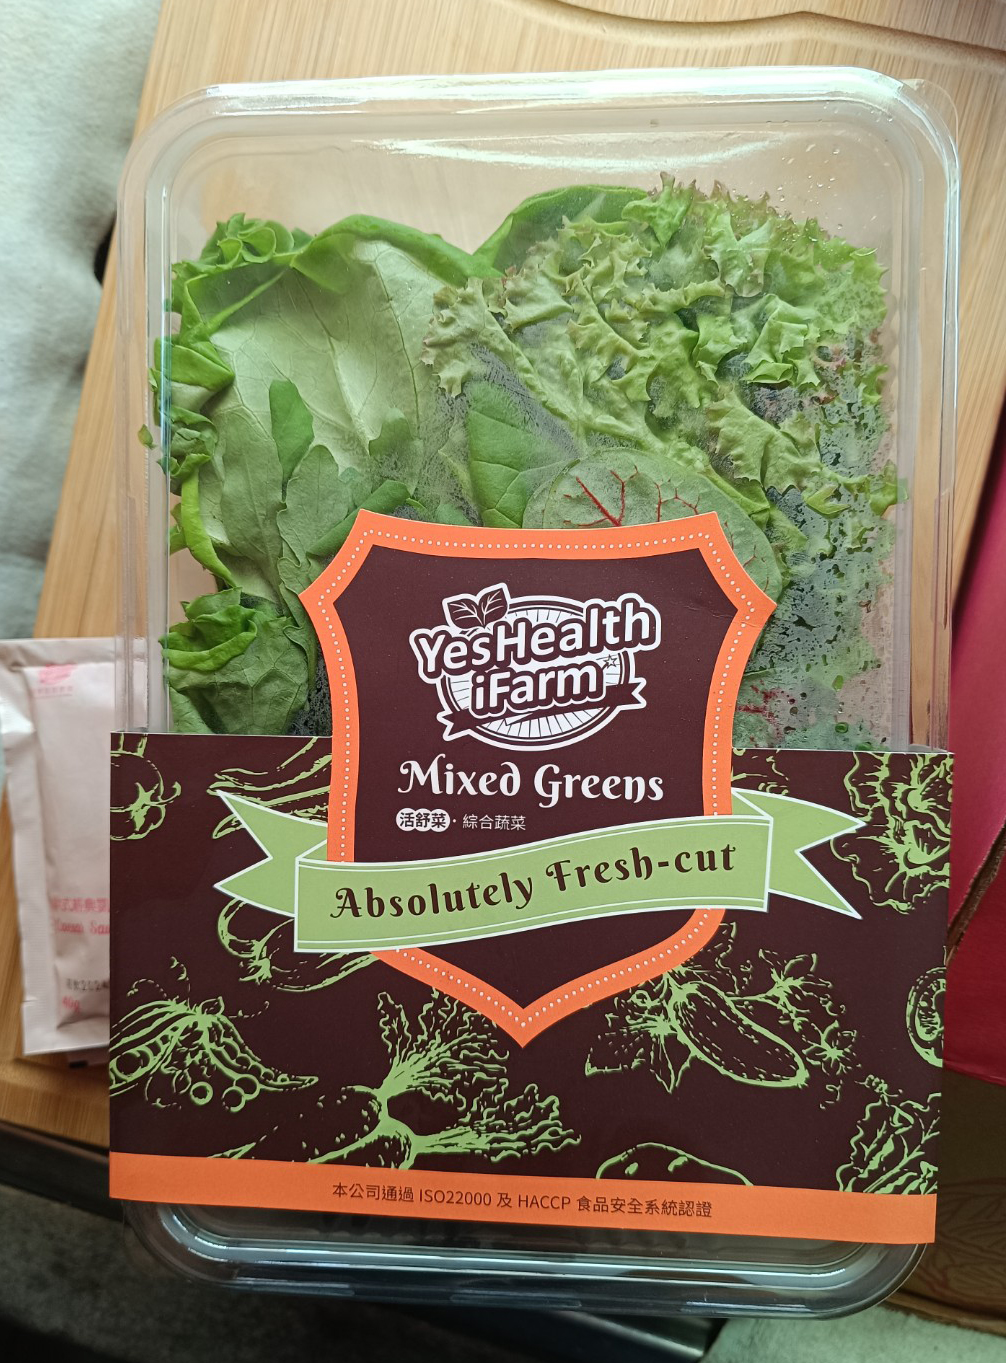 YesHealth
iFarm
Mixed Greens
活舒菜・綜合蔬菜
Absolutely Fresh-cut
本公司通過 ISO22000 及 HACCP 食品安全系統認證
40g